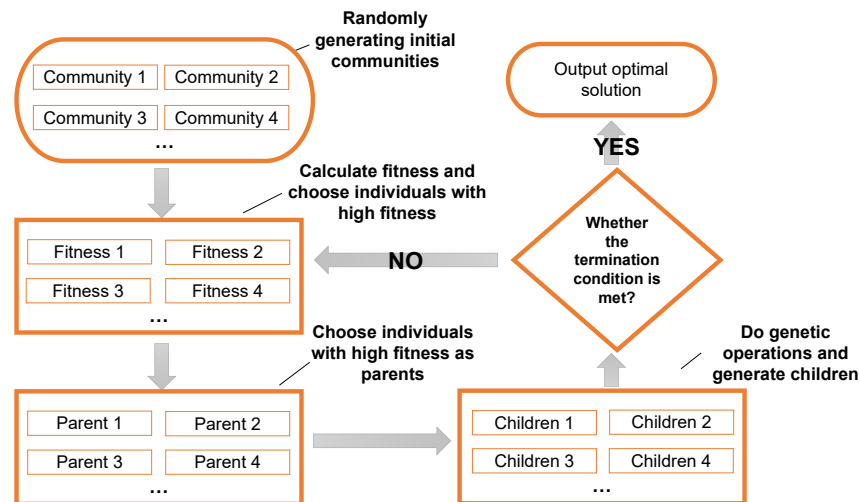 Randomly
generating initial
communities
Community 1
Community 2
Community 3
Community 4
...
Calculate fitness and
choose individuals with
high fitness
Fitness 1
Fitness 2
Fitness 3
Fitness 4
...
Choose individuals
with high fitness as
parents
Parent 1
Parent 2
Parent 3
Parent 4
...
Do genetic
operations and
generate children
Children 1
Children 2
Children 3
Children 4
...
Whether
the
termination
condition is
met?
NO
YES
Output optimal
solution